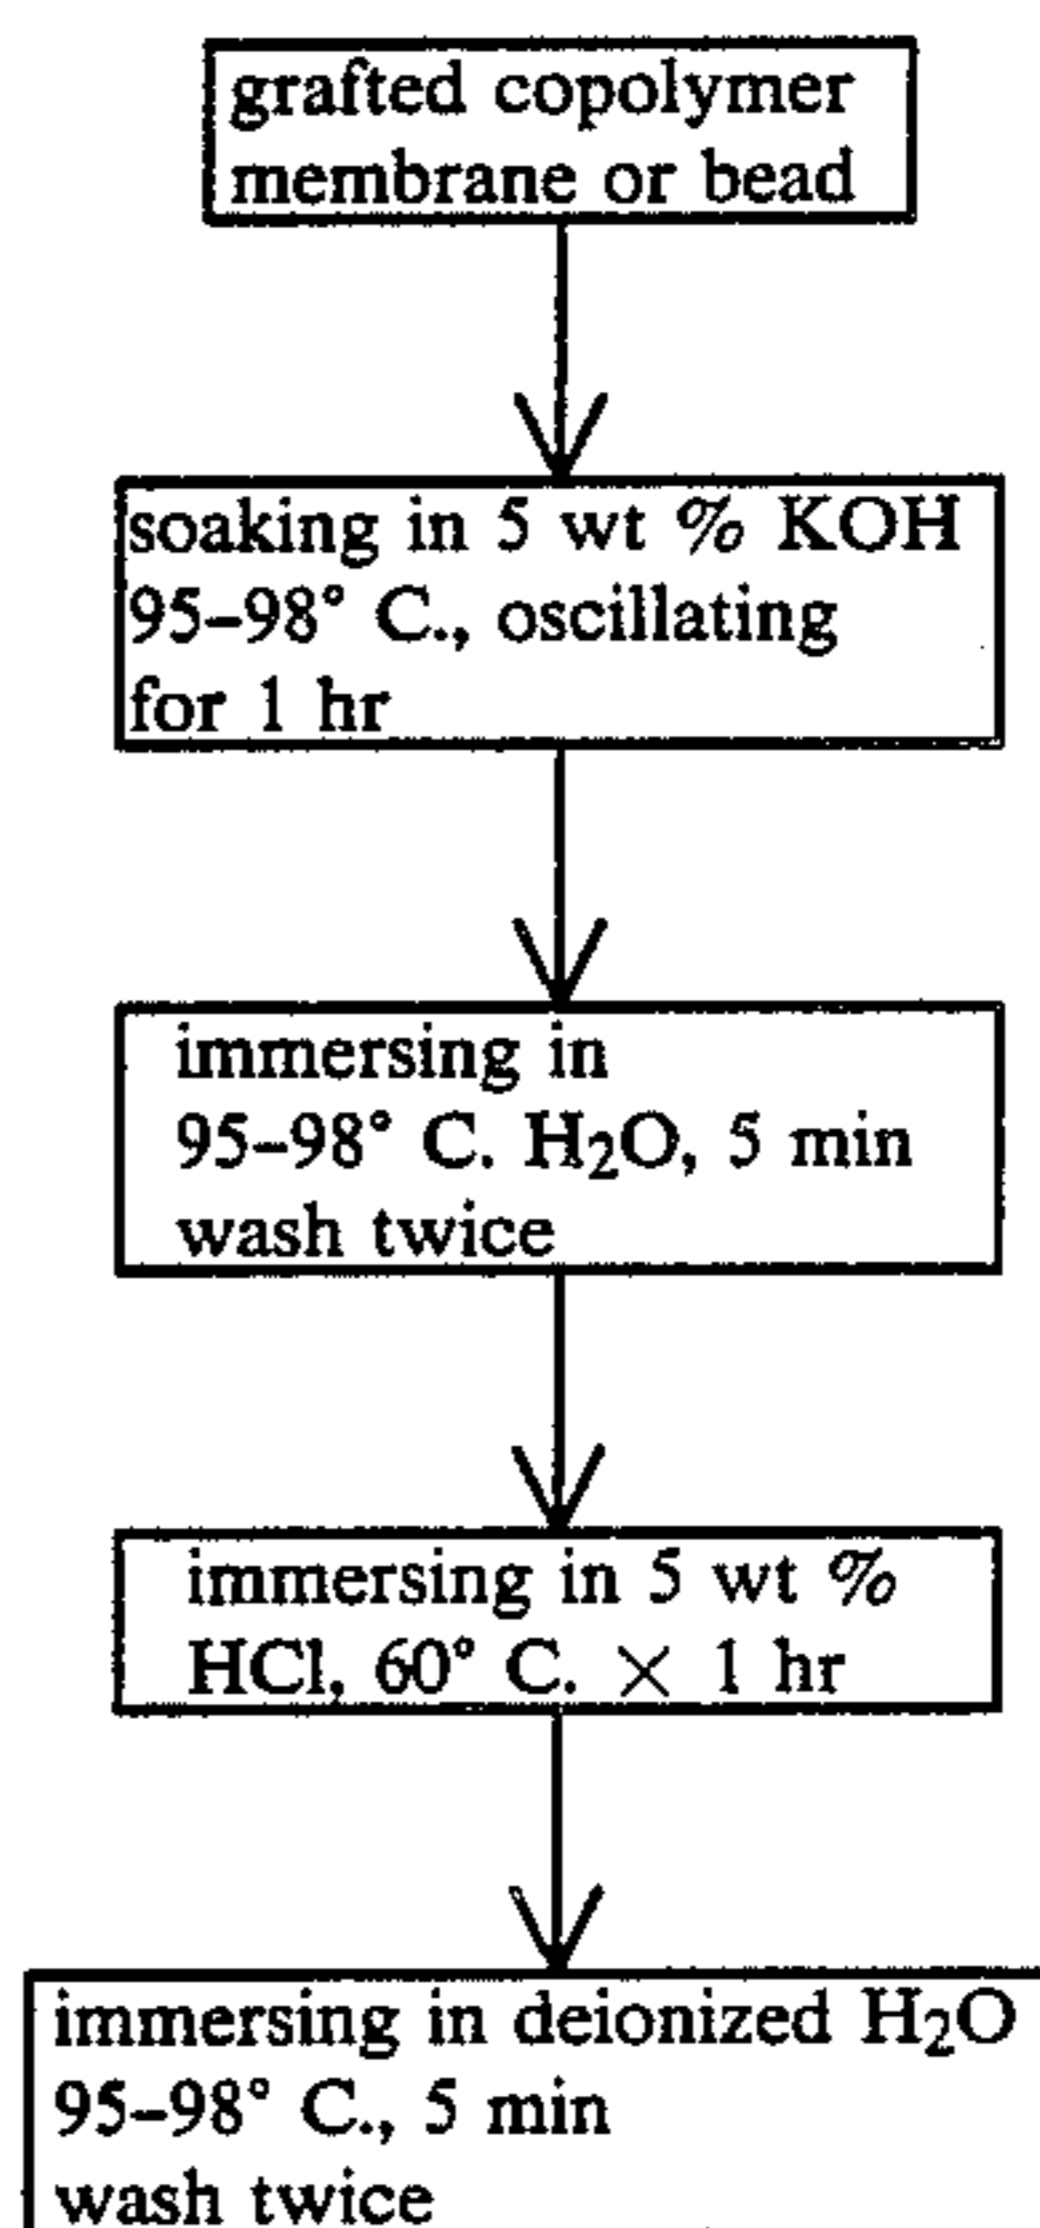 grafted copolymer
membrane or bead
soaking in 5 wt % KOH
95–98° C., oscillating
for 1 hr
immersing in
95–98° C. H₂O, 5 min
wash twice
immersing in 5 wt %
HCl, 60° C. × 1 hr
immersing in deionized H₂O
95–98° C., 5 min
wash twice